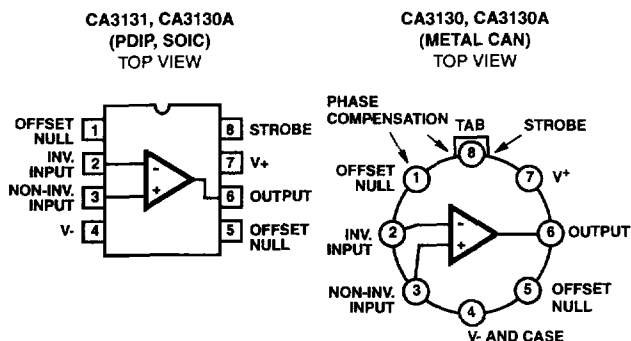 CA3131, CA3130A
(PDIP, SOIC)
TOP VIEW
OFFSET
NULL
1
8
STROBE
INV.
INPUT
2
-
7
V+
NON-INV.
INPUT
3
+
6
OUTPUT
V-
4
5
OFFSET
NULL
CA3130, CA3130A
(METAL CAN)
TOP VIEW
PHASE
COMPENSATION
TAB
8
STROBE
OFFSET
NULL
1
7
V+
INV.
INPUT
2
-
+
6
OUTPUT
NON-INV.
INPUT
3
5
OFFSET
NULL
4
V- AND CASE